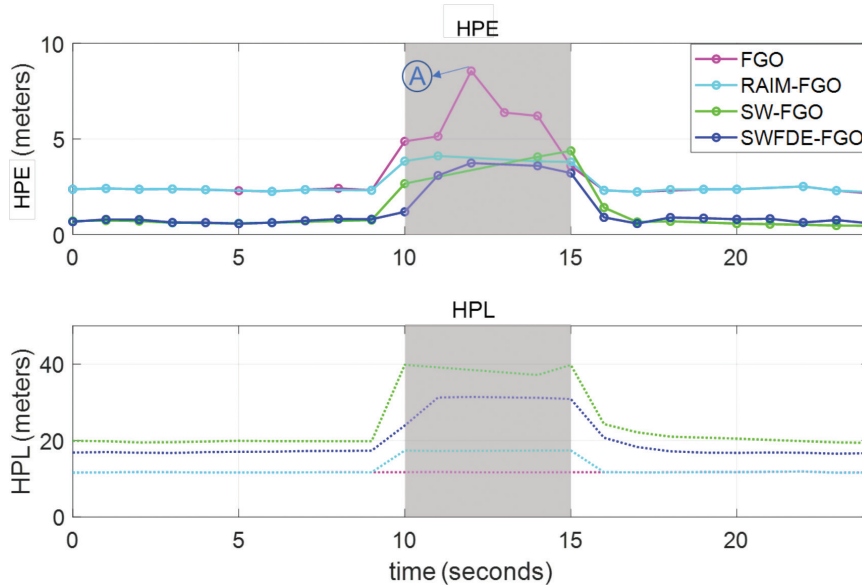 HPE
HPE (meters)
10
5
0
A
FGO
RAIM-FGO
SW-FGO
SWFDE-FGO
0 5 10 15 20
HPL
HPL (meters)
40
20
0
0 5 10 15 20
time (seconds)